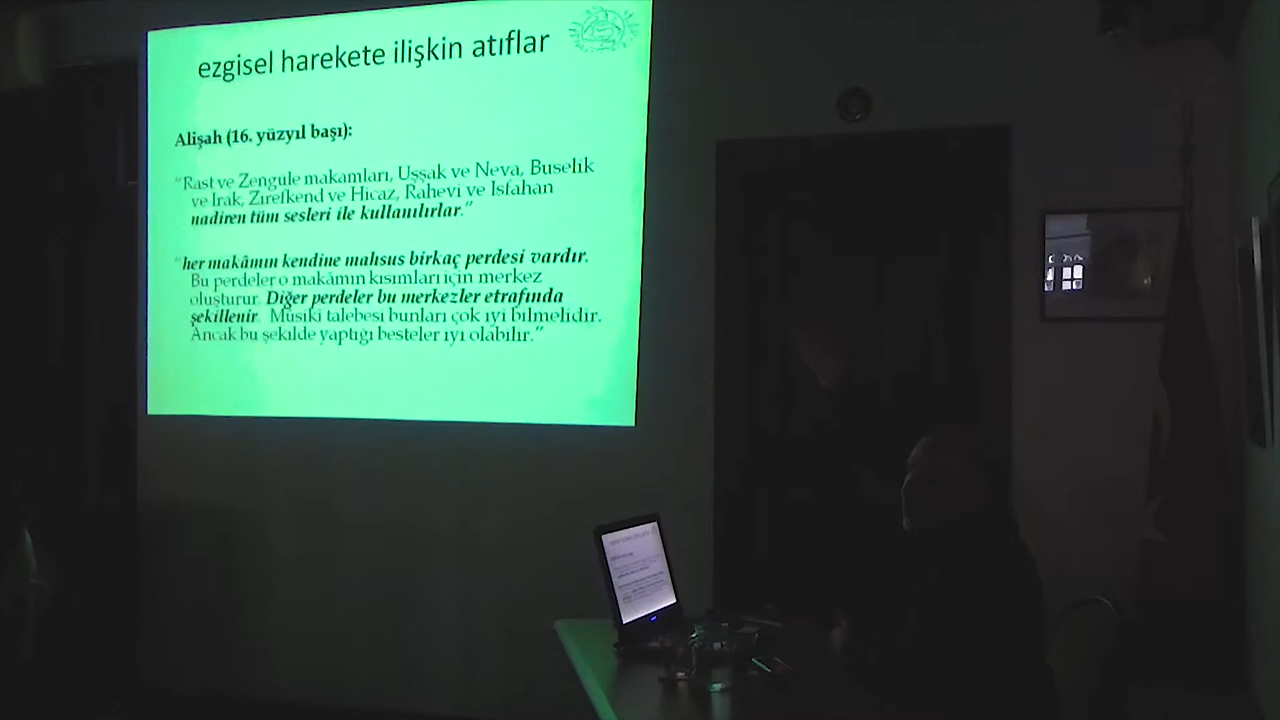 ezgisel harekete ilişkin atıflar
Alişah (16. yüzyıl başı):
“Rast ve Zengule makamları, Uşşak ve Neva, Buselik
ve Irak, Zirefkend ve Hicaz, Rahevi ve Isfahan
nadiren tüm sesleri ile kullanılırlar.”
“her makâmın kendine mahsus birkaç perdesi vardır.
Bu perdeler o makâmın kısımları için merkez
oluşturur. Diğer perdeler bu merkezler etrafında
şekillenir. Musiki talebesi bunları çok iyi bilmelidir.
Ancak bu şekilde yaptığı besteler iyi olabilir.”